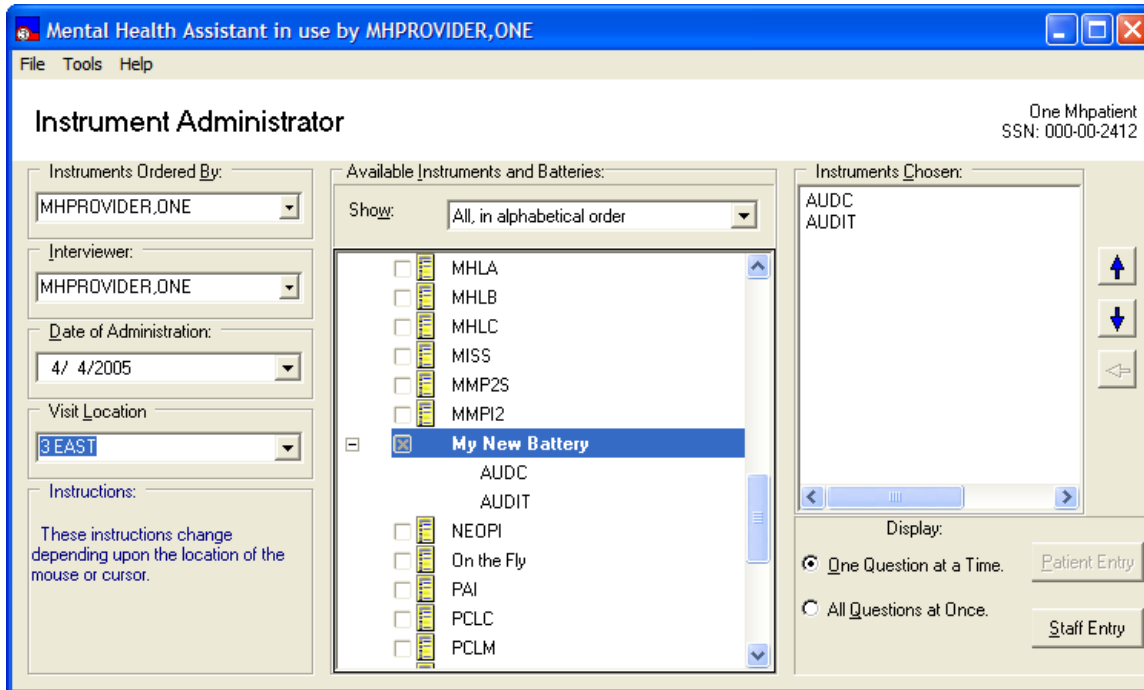 Mental Health Assistant in use by MHPROVIDER,ONE
File Tools Help
Instrument Administrator
One Mhpatient
SSN: 000-00-2412
Instruments Ordered By:
MHPROVIDER,ONE
Interviewer:
MHPROVIDER,ONE
Date of Administration:
4/ 4/2005
Visit Location
3 EAST
Instructions:
These instructions change
depending upon the location of the
mouse or cursor.
Available Instruments and Batteries:
Show: All, in alphabetical order
MHLA
MHLB
MHLC
MISS
MMP2S
MMPI2
My New Battery
AUDC
AUDIT
NEOPI
On the Fly
PAI
PCLC
PCLM
Instruments Chosen:
AUDC
AUDIT
Display:
One Question at a Time.
All Questions at Once.
Patient Entry
Staff Entry